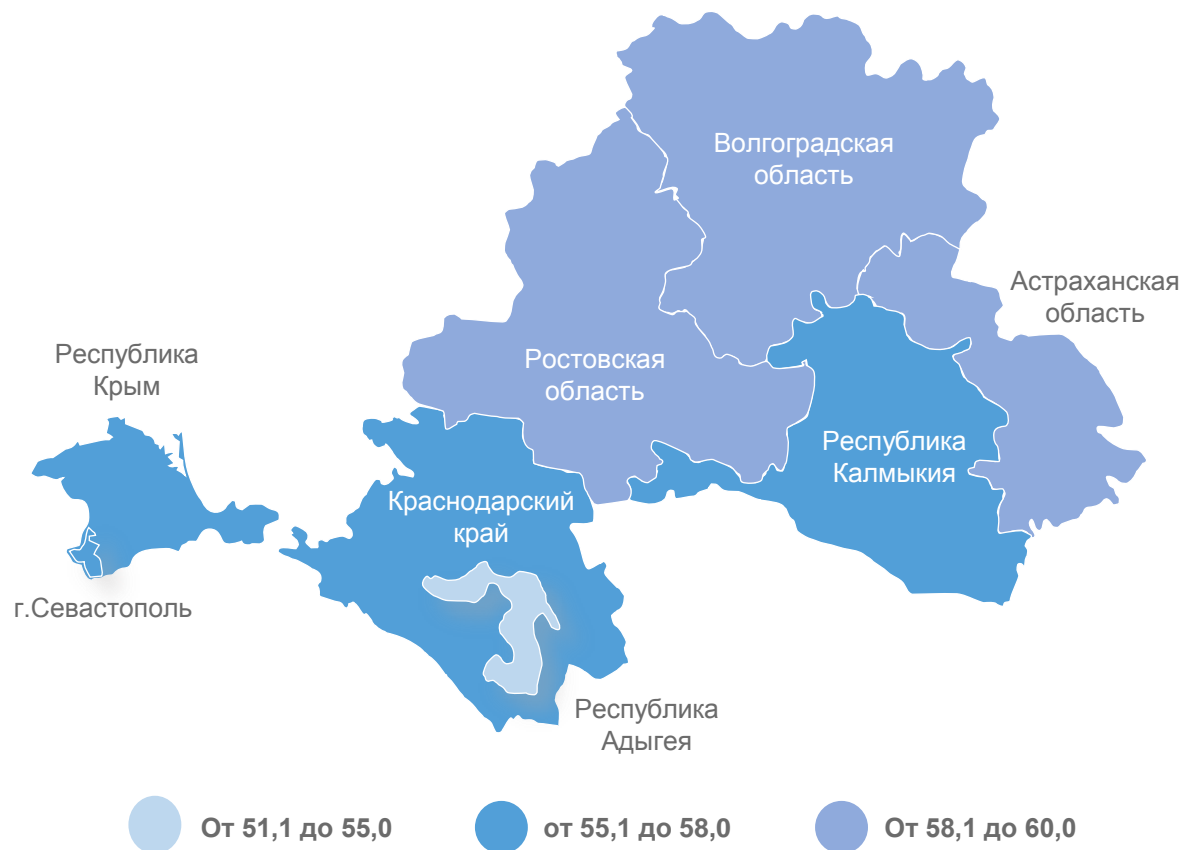 Волгоградская
область
Астраханская
область
Республика
Крым
Ростовская
область
Республика
Калмыкия
Краснодарский
край
г.Севастополь
Республика
Адыгея
От 51,1 до 55,0
от 55,1 до 58,0
От 58,1 до 60,0